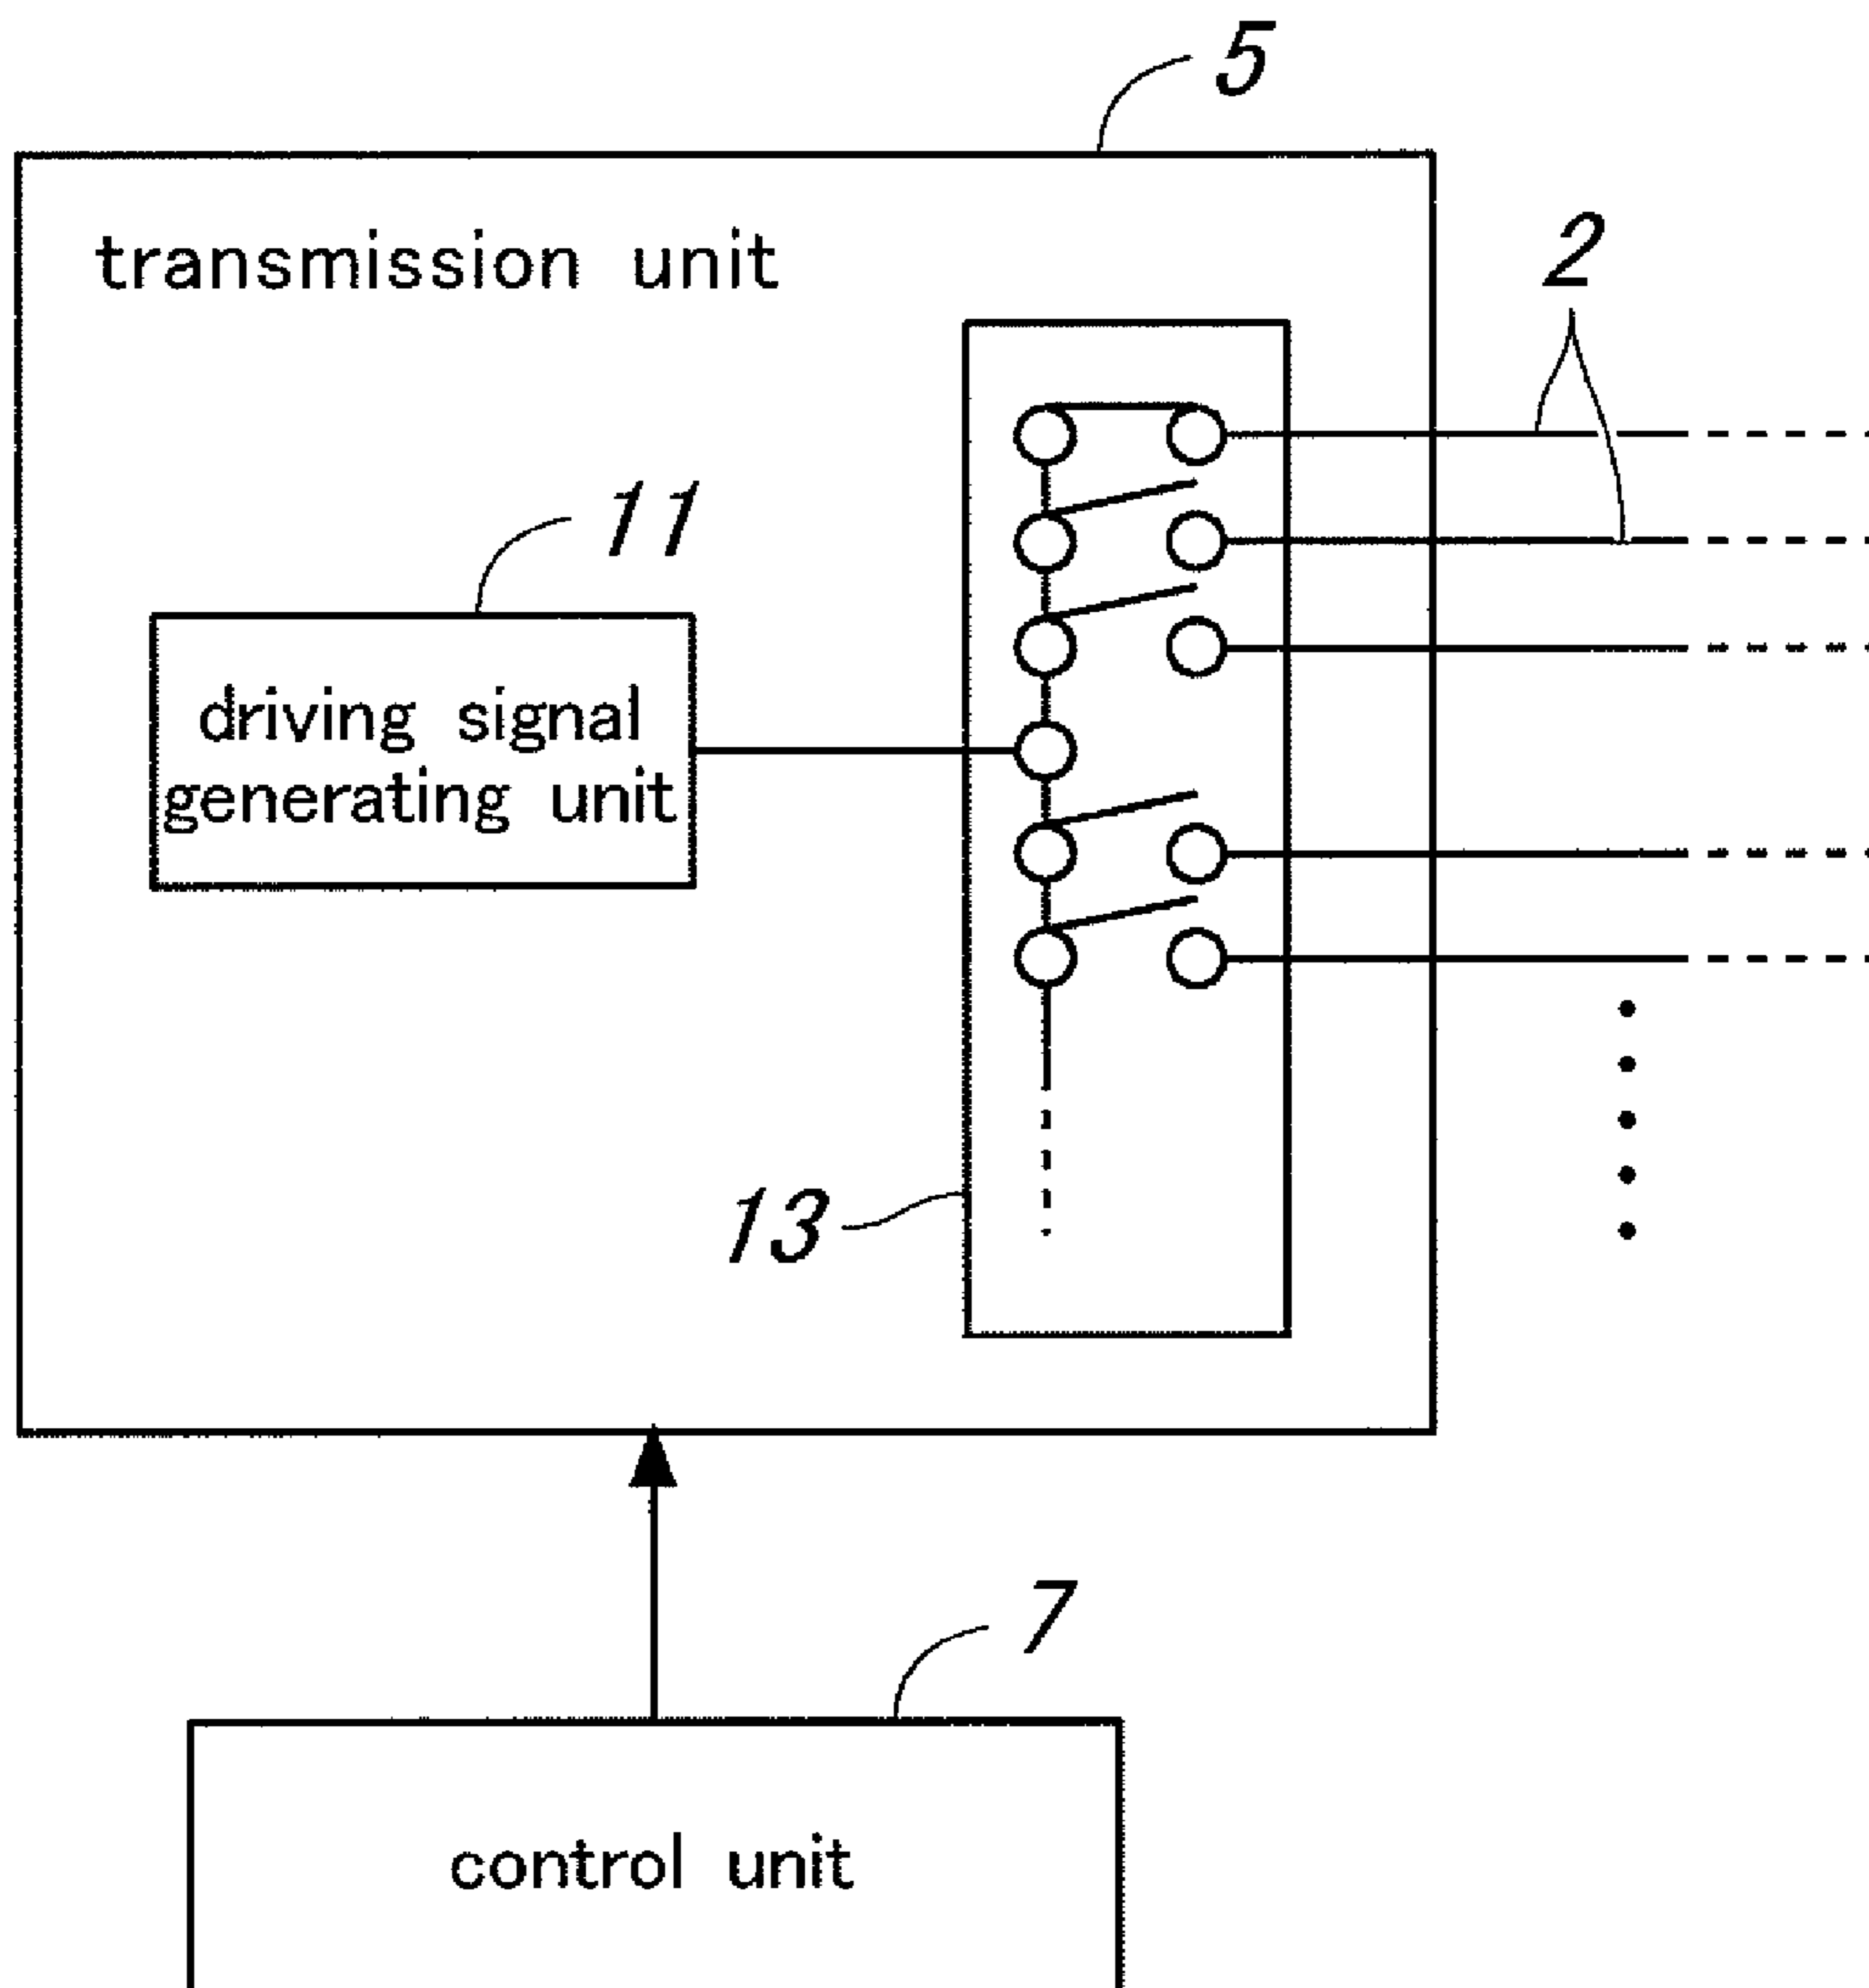 5
transmission unit
2
11
driving signal
generating unit
13
7
control unit